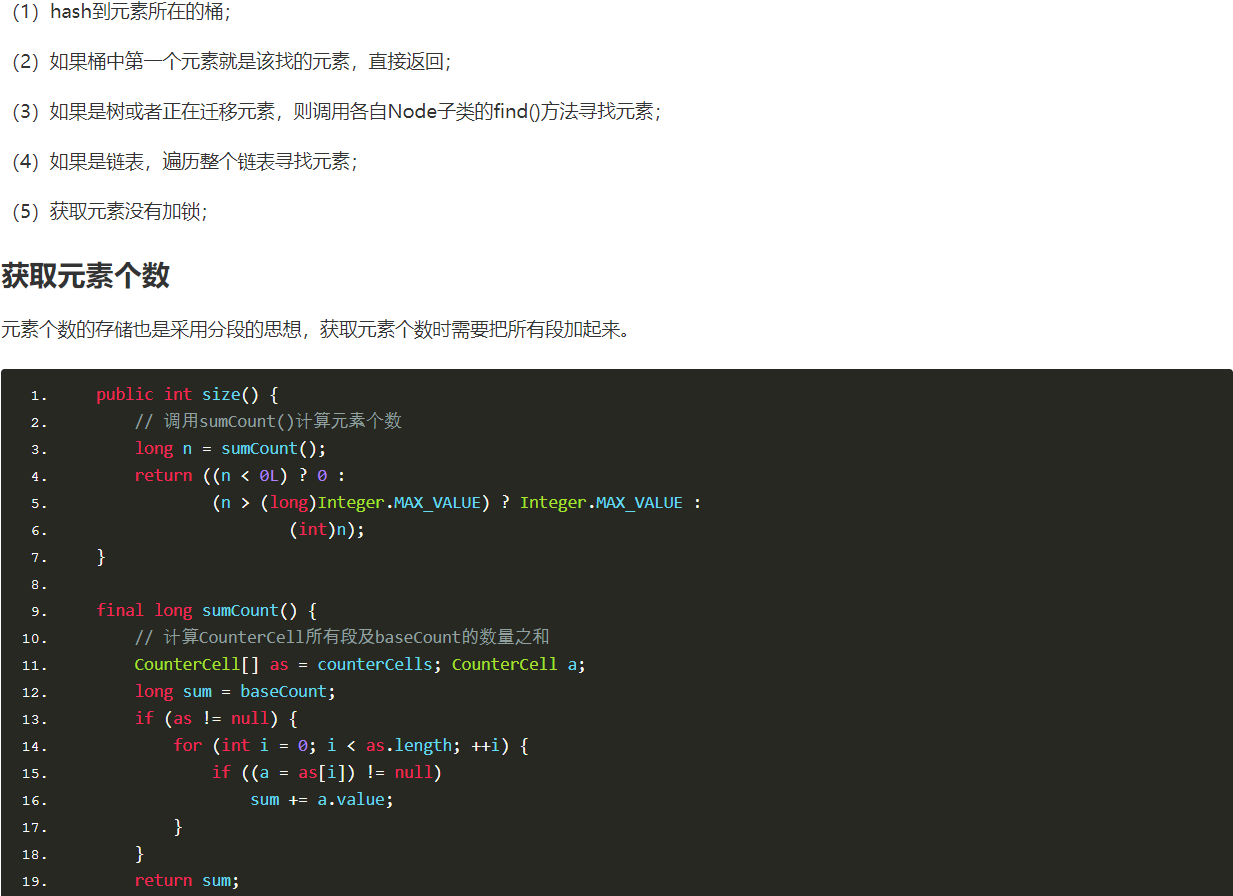 （1）hash到元素所在的桶；
（2）如果桶中第一个元素就是该找的元素，直接返回；
（3）如果是树或者正在迁移元素，则调用各自Node子类的find()方法寻找元素；
（4）如果是链表，遍历整个链表寻找元素；
（5）获取元素没有加锁；
获取元素个数
元素个数的存储也是采用分段的思想，获取元素个数时需要把所有段加起来。
1.     public int size() {
2.         // 调用sumCount()计算元素个数
3.         long n = sumCount();
4.         return ((n < 0L) ? 0 :
5.                 (n > (long)Integer.MAX_VALUE) ? Integer.MAX_VALUE :
6.                         (int)n);
7.     }
8.
9.     final long sumCount() {
10.         // 计算CounterCell所有段及baseCount的数量之和
11.         CounterCell[] as = counterCells; CounterCell a;
12.         long sum = baseCount;
13.         if (as != null) {
14.             for (int i = 0; i < as.length; ++i) {
15.                 if ((a = as[i]) != null)
16.                     sum += a.value;
17.             }
18.         }
19.         return sum;